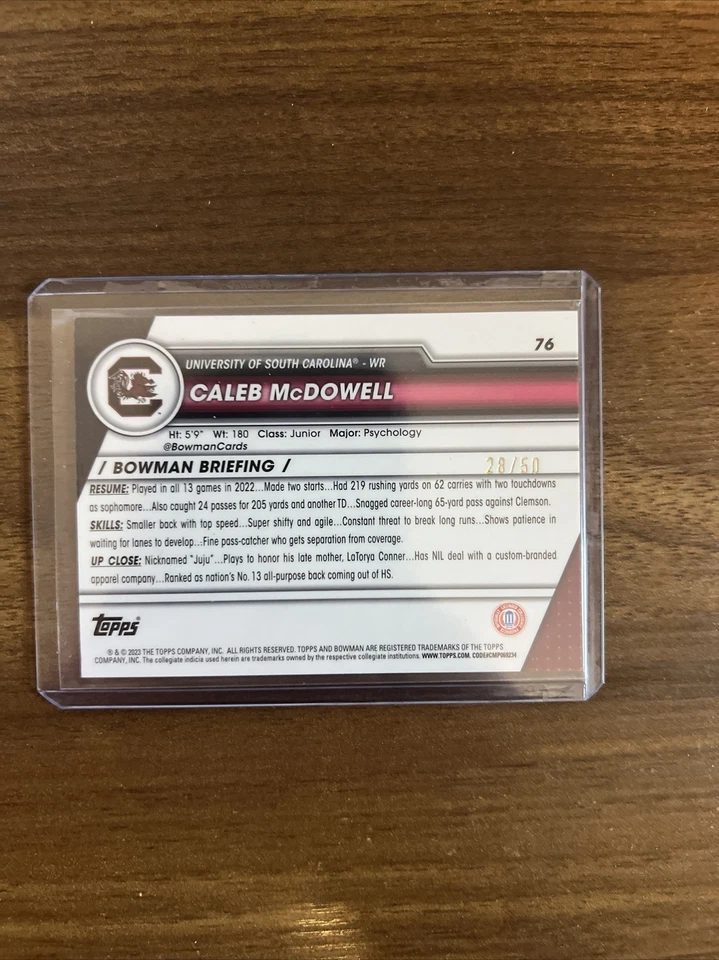 76
UNIVERSITY OF SOUTH CAROLINA® - WR
CALEB McDOWELL
Ht: 5'9" Wt: 180 Class: Junior Major: Psychology
@BowmanCards
/ BOWMAN BRIEFING /
28/50
RESUME: Played in all 13 games in 2022...Made two starts...Had 219 rushing yards on 62 carries with two touchdowns
as sophomore...Also caught 24 passes for 205 yards and another TD...Snagged career-long 65-yard pass against Clemson.
SKILLS: Smaller back with top speed...Super shifty and agile...Constant threat to break long runs...Shows patience in
waiting for lanes to develop...Fine pass-catcher who gets separation from coverage.
UP CLOSE: Nicknamed "Juju"...Plays to honor his late mother, LaTorya Conner...Has NIL deal with a custom-branded
apparel company...Ranked as nation's No. 13 all-purpose back coming out of HS.
topps
® & © 2023 THE TOPPS COMPANY, INC. ALL RIGHTS RESERVED. TOPPS AND BOWMAN ARE REGISTERED TRADEMARKS OF THE TOPPS
COMPANY, INC. The collegiate indicia used herein are trademarks owned by the respective collegiate institutions. WWW.TOPPS.COM. CODE#CMP068234